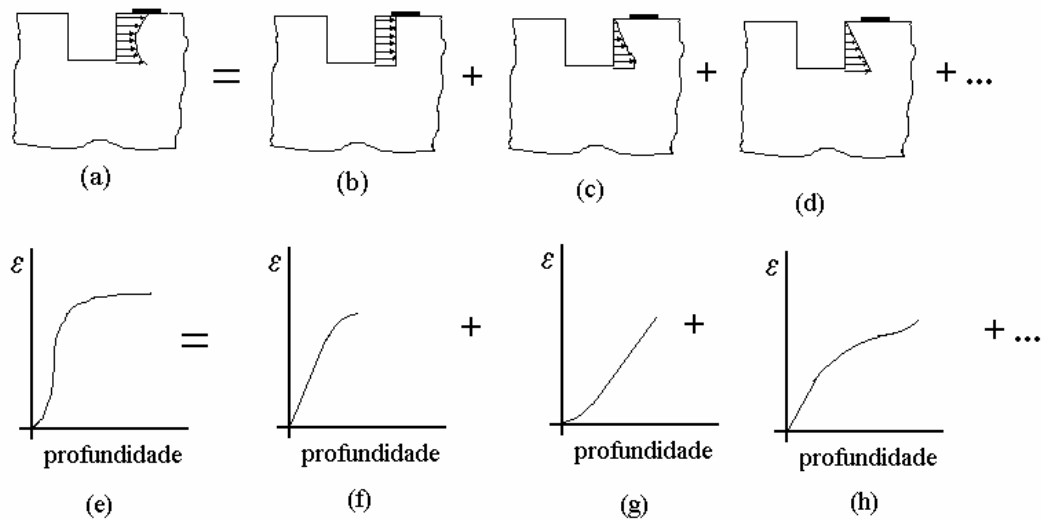 = + + + ...
(a) (b) (c) (d)
ε ε ε ε
= + + + ...
profundidade profundidade profundidade profundidade
(e) (f) (g) (h)